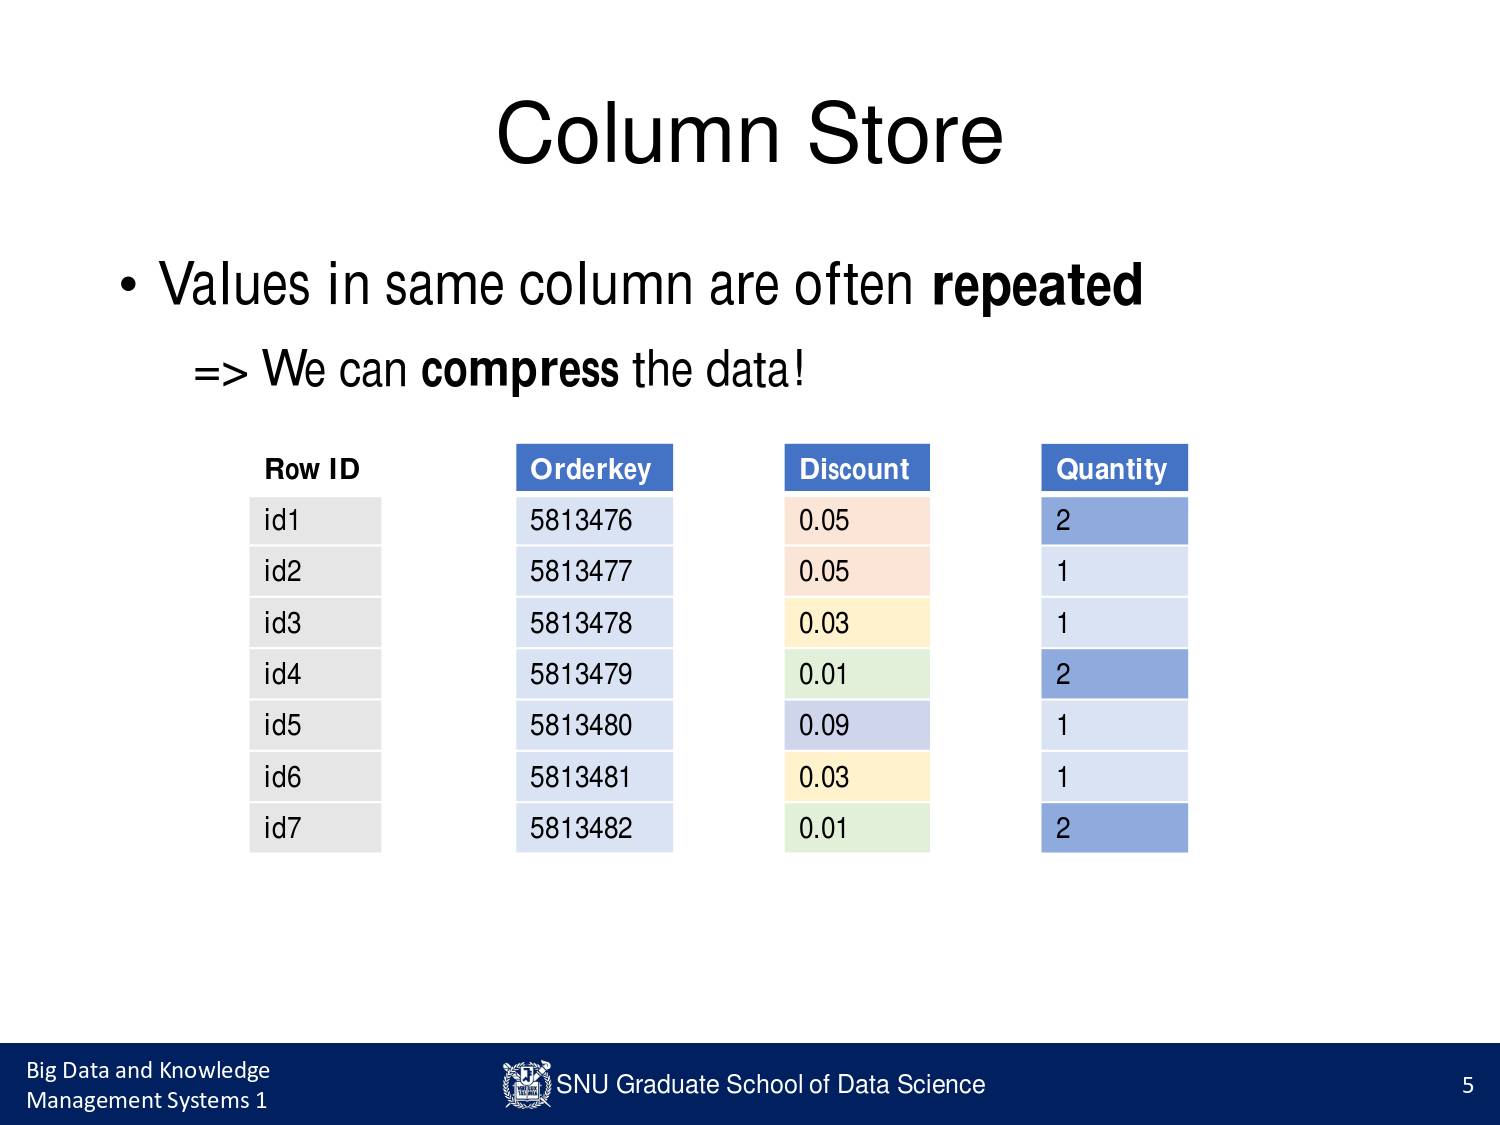 Column Store
• Values in same column are often repeated
=> We can compress the data!
Row ID Orderkey Discount Quantity
id1 5813476 0.05 2
id2 5813477 0.05 1
id3 5813478 0.03 1
id4 5813479 0.01 2
id5 5813480 0.09 1
id6 5813481 0.03 1
id7 5813482 0.01 2
Big Data and Knowledge
Management Systems 1
SNU Graduate School of Data Science
5